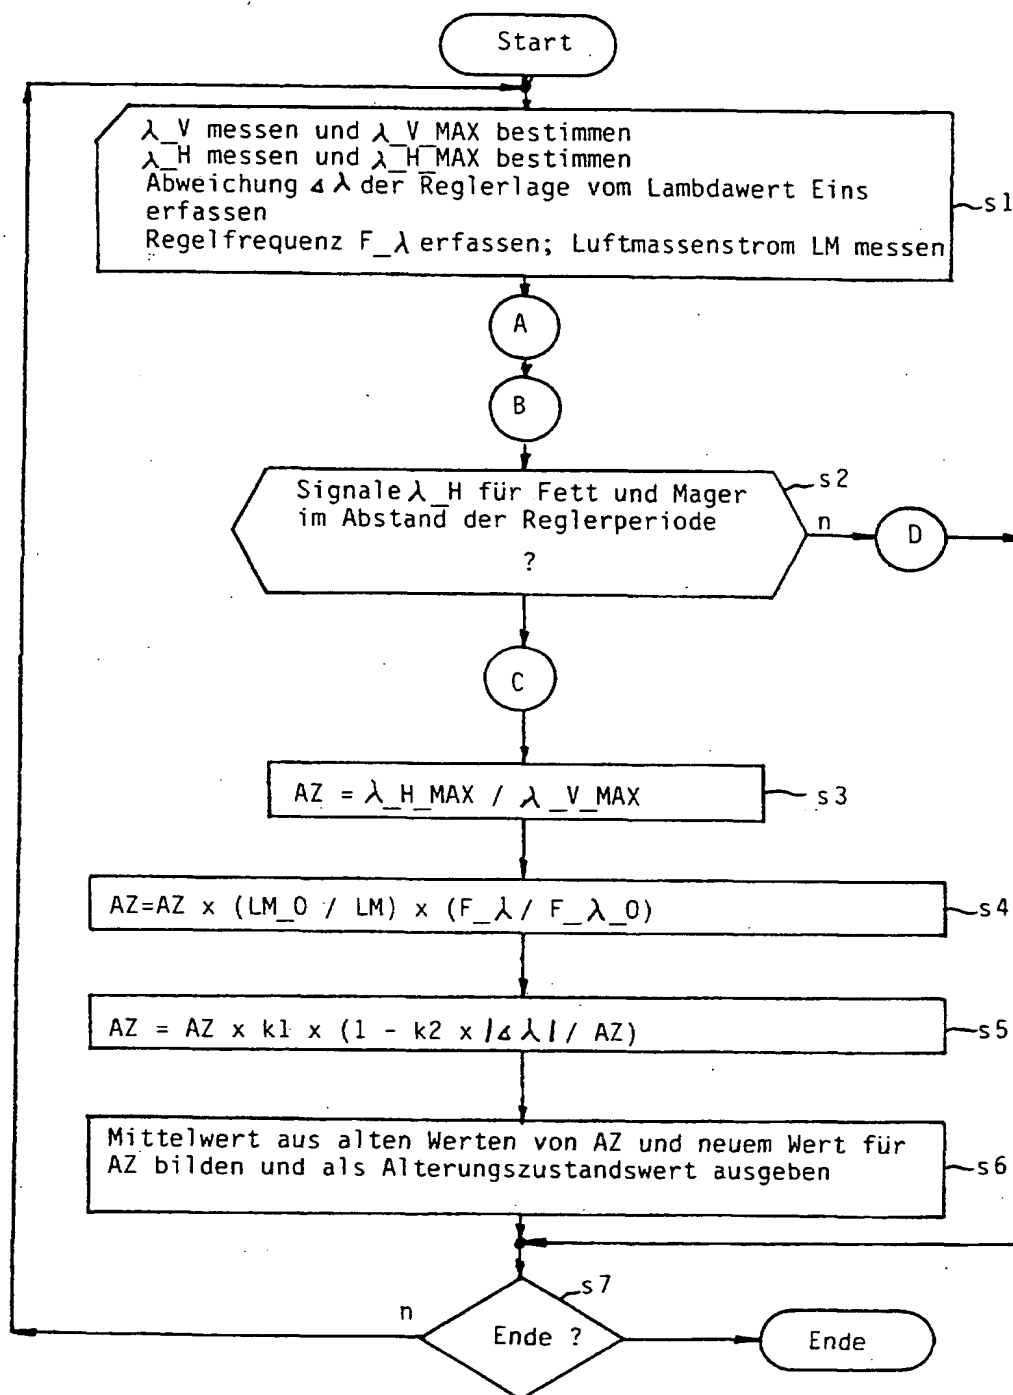 Start
λ_V messen und λ_V_MAX bestimmen
λ_H messen und λ_H_MAX bestimmen
Abweichung Δλ der Reglerlage vom Lambdawert Eins
erfassen
Regelfrequenz F_λ erfassen; Luftmassenstrom LM messen
s1
A
B
Signale λ_H für Fett und Mager
im Abstand der Reglerperiode
?
s2
n
D
C
AZ = λ_H_MAX / λ_V_MAX
s3
AZ=AZ x (LM_0 / LM) x (F_λ/ F_λ_0)
s4
AZ = AZ x k1 x (1 - k2 x |Δλ|/ AZ)
s5
Mittelwert aus alten Werten von AZ und neuem Wert für
AZ bilden und als Alterungszustandswert ausgeben
s6
s7
n
Ende ?
Ende